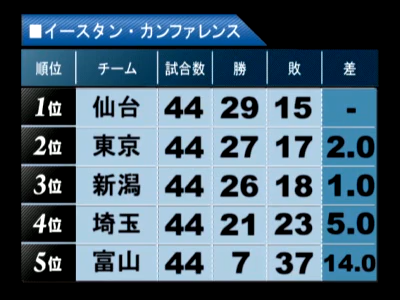 ■イースタン・カンファレンス
順位 チーム 試合数 勝 敗 差
1位 仙台 44 29 15 -
2位 東京 44 27 17 2.0
3位 新潟 44 26 18 1.0
4位 埼玉 44 21 23 5.0
5位 富山 44 7 37 14.0